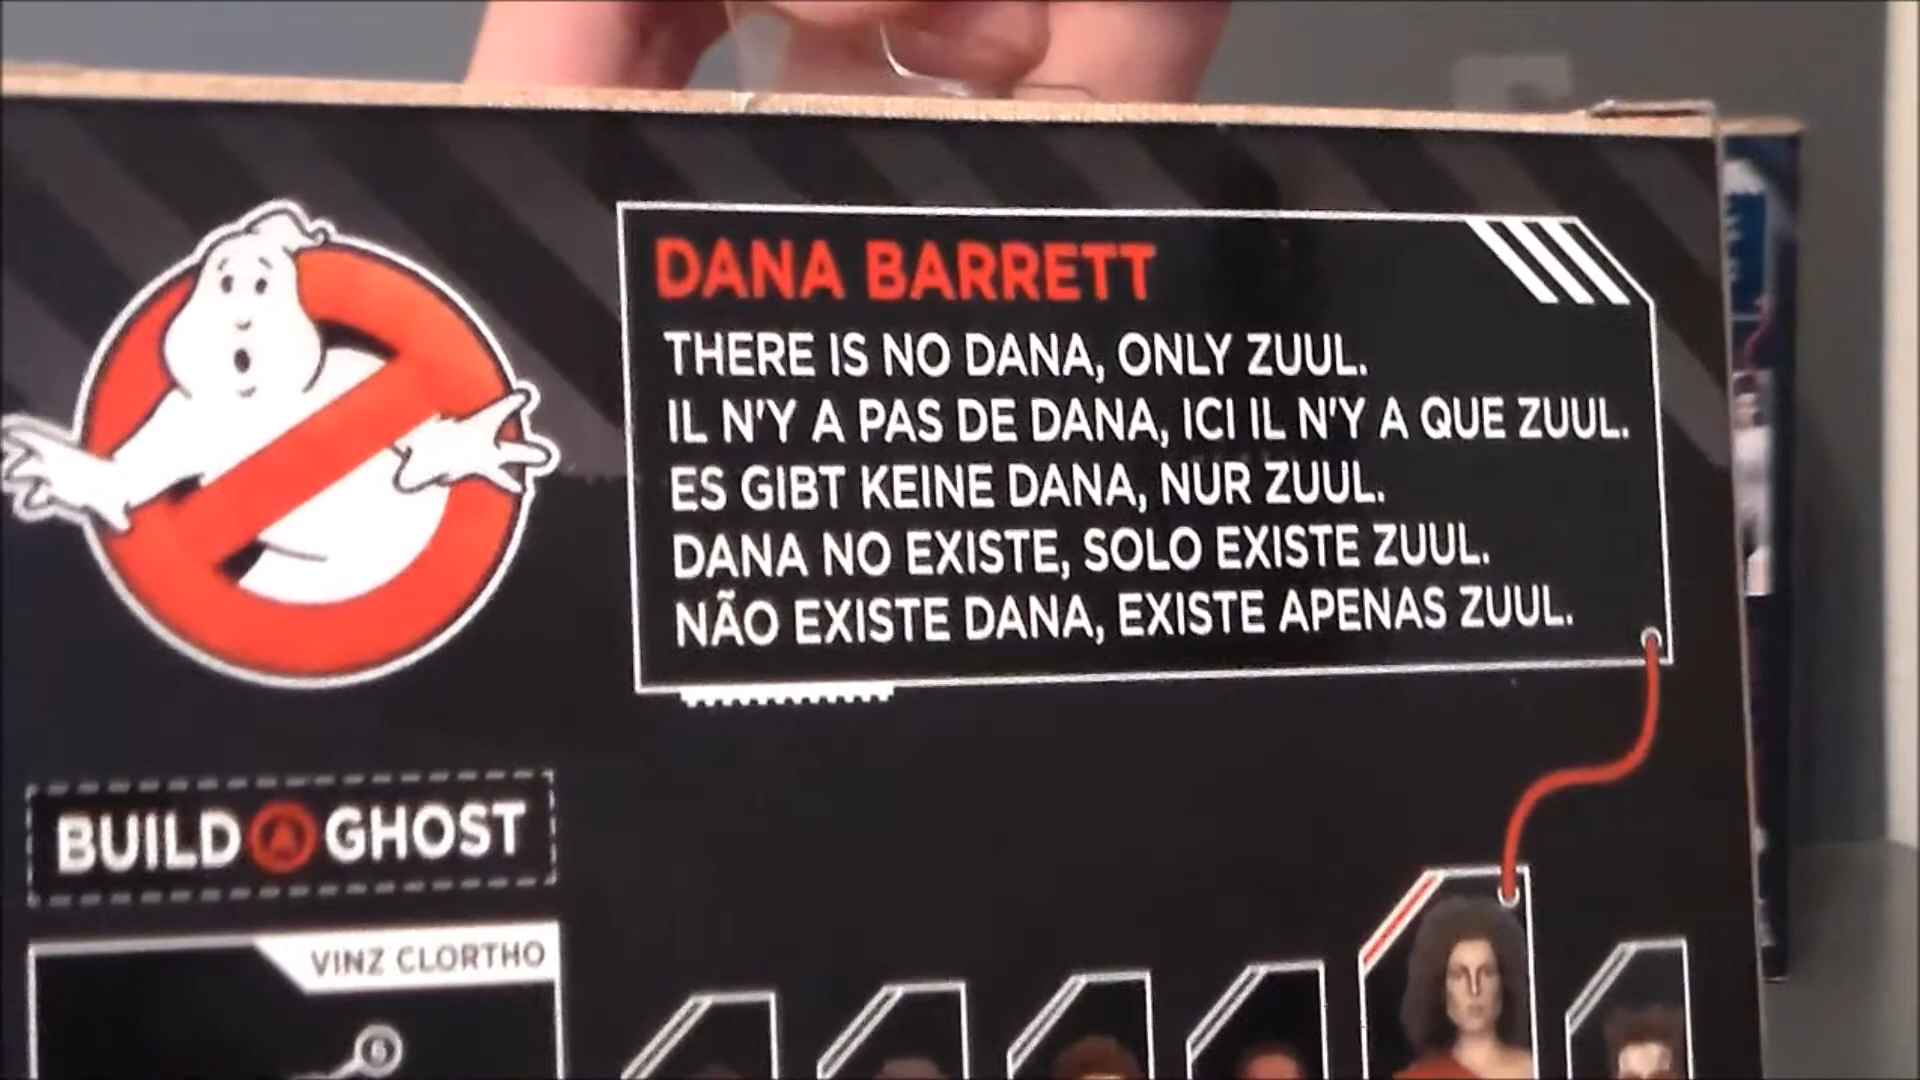 DANA BARRETT
THERE IS NO DANA, ONLY ZUUL.
IL N'Y A PAS DE DANA, ICI IL N'Y A QUE ZUUL.
ES GIBT KEINE DANA, NUR ZUUL.
DANA NO EXISTE, SOLO EXISTE ZUUL.
NÃO EXISTE DANA, EXISTE APENAS ZUUL.
BUILD A GHOST
VINZ CLORTHO
6